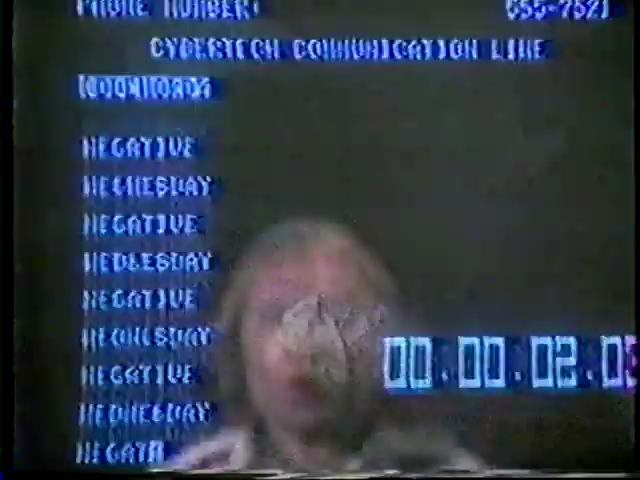 PHONE NUMBER: 555-7521
CYBERTECH COMMUNICATION LINE
NEGATIVE
WEDNESDAY
NEGATIVE
WEDNESDAY
NEGATIVE
WEDNESDAY
NEGATIVE
WEDNESDAY
NEGATA
00:00:02.0